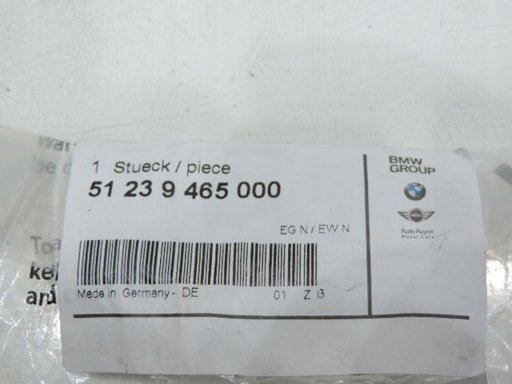 1 Stueck / piece
51 23 9 465 000
EG N / EW N
Made in Germany - DE 01 Z I3
BMW
GROUP
Rolls-Royce
Motor Cars
be